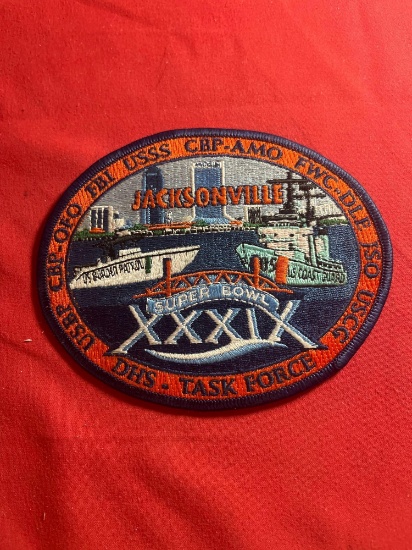 USBP CBP-OFO FBI USSS CBP-AMO FWC-DLE JSO USCG
JACKSONVILLE
US BORDER PATROL
US COAST GUARD
SUPER BOWL
XXXIX
DHS - TASK FORCE